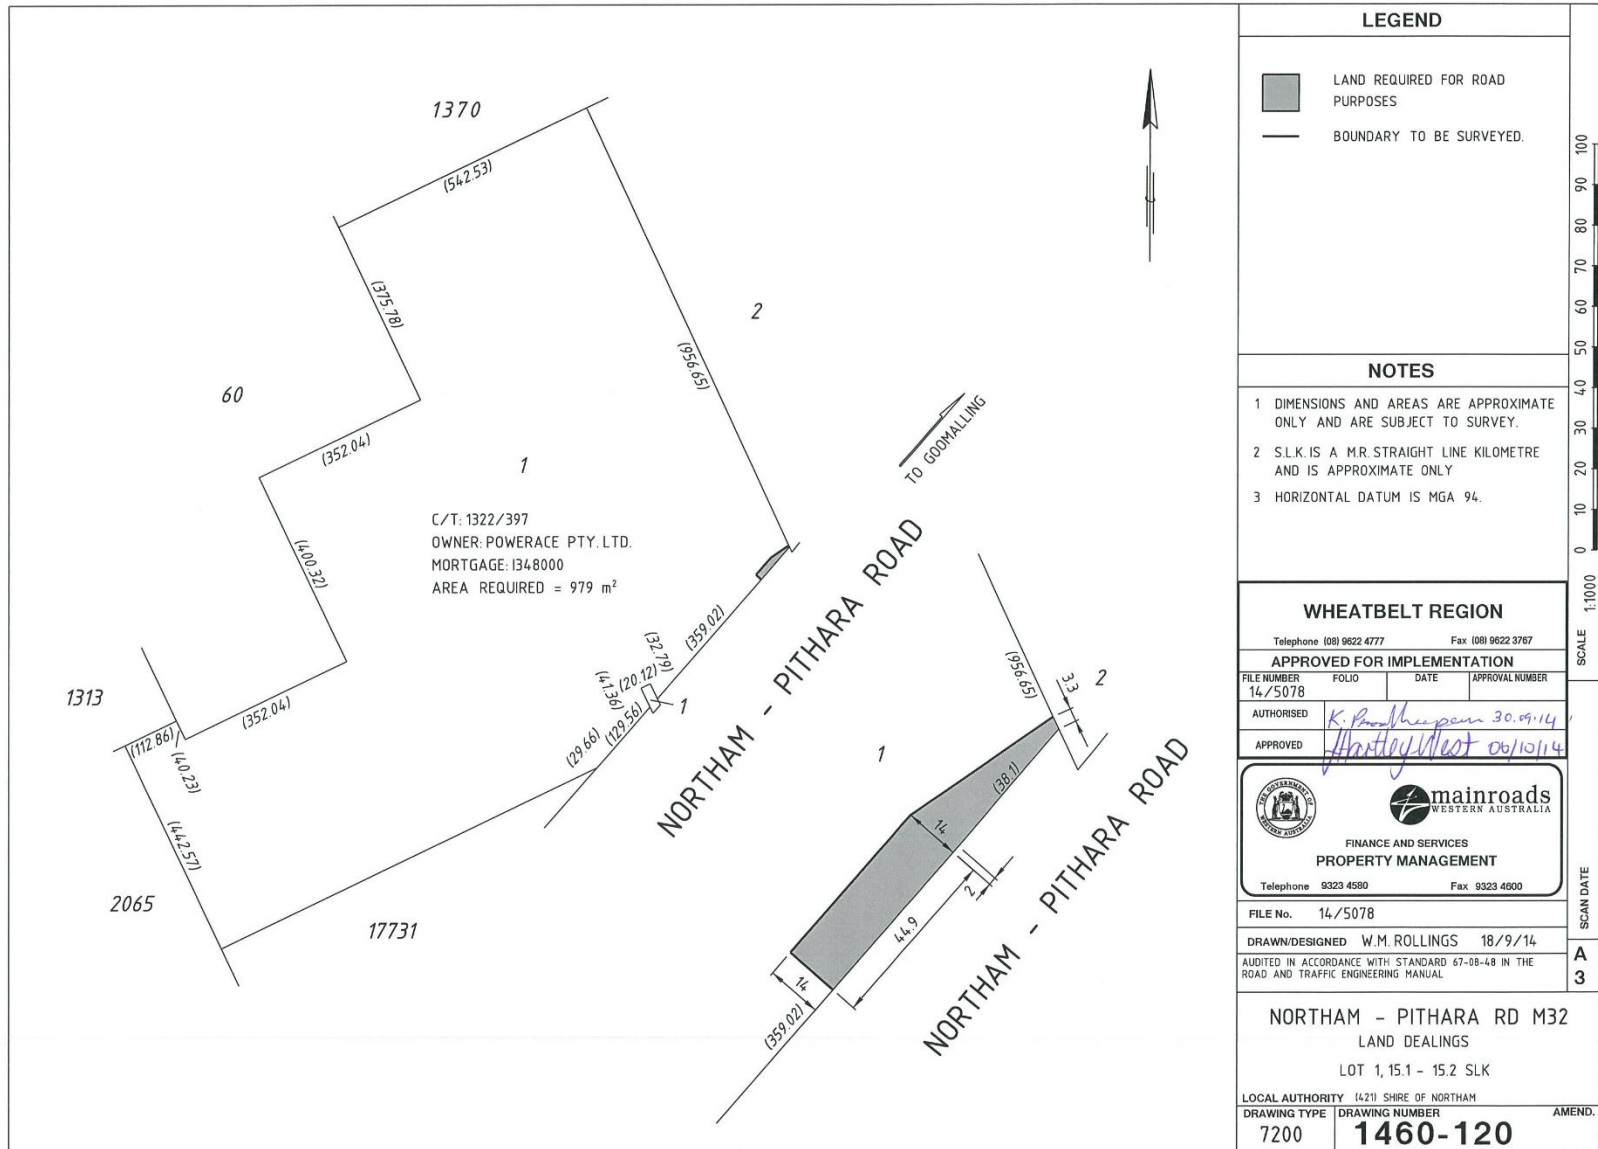 1370
(542.53)
(375.78)
2
(956.65)
60
(352.04)
1
TO GOOMALLING
C/T: 1322/397
OWNER: POWERACE PTY. LTD.
MORTGAGE: I348000
AREA REQUIRED = 979 m²
(400.32)
NORTHAM - PITHARA ROAD
(359.02)
(32.79)
(20.12)
(41.36)
1
(129.56)
(29.66)
1313
(352.04)
(112.86)
(40.23)
(442.57)
2065
17731
(956.65)
3.3
2
1
(38.1)
14
2
44.9
14
(359.02)
NORTHAM - PITHARA ROAD
LEGEND
LAND REQUIRED FOR ROAD
PURPOSES
BOUNDARY TO BE SURVEYED.
NOTES
1 DIMENSIONS AND AREAS ARE APPROXIMATE
ONLY AND ARE SUBJECT TO SURVEY.
2 S.L.K. IS A M.R. STRAIGHT LINE KILOMETRE
AND IS APPROXIMATE ONLY
3 HORIZONTAL DATUM IS MGA 94.
WHEATBELT REGION
Telephone (08) 9622 4777 Fax (08) 9622 3767
APPROVED FOR IMPLEMENTATION
FILE NUMBER FOLIO DATE APPROVAL NUMBER
14/5078
AUTHORISED K. 30.09.14
APPROVED Hartley West 06/10/14
THE GOVERNMENT OF WESTERN AUSTRALIA
mainroads
WESTERN AUSTRALIA
FINANCE AND SERVICES
PROPERTY MANAGEMENT
Telephone 9323 4580 Fax 9323 4600
FILE No. 14/5078
DRAWN/DESIGNED W.M. ROLLINGS 18/9/14
AUDITED IN ACCORDANCE WITH STANDARD 67-08-48 IN THE
ROAD AND TRAFFIC ENGINEERING MANUAL
NORTHAM - PITHARA RD M32
LAND DEALINGS
LOT 1, 15.1 - 15.2 SLK
LOCAL AUTHORITY (421) SHIRE OF NORTHAM
DRAWING TYPE DRAWING NUMBER AMEND.
7200 1460-120
100
90
80
70
60
50
40
30
20
10
0
SCALE 1:1000
SCAN DATE
A
3